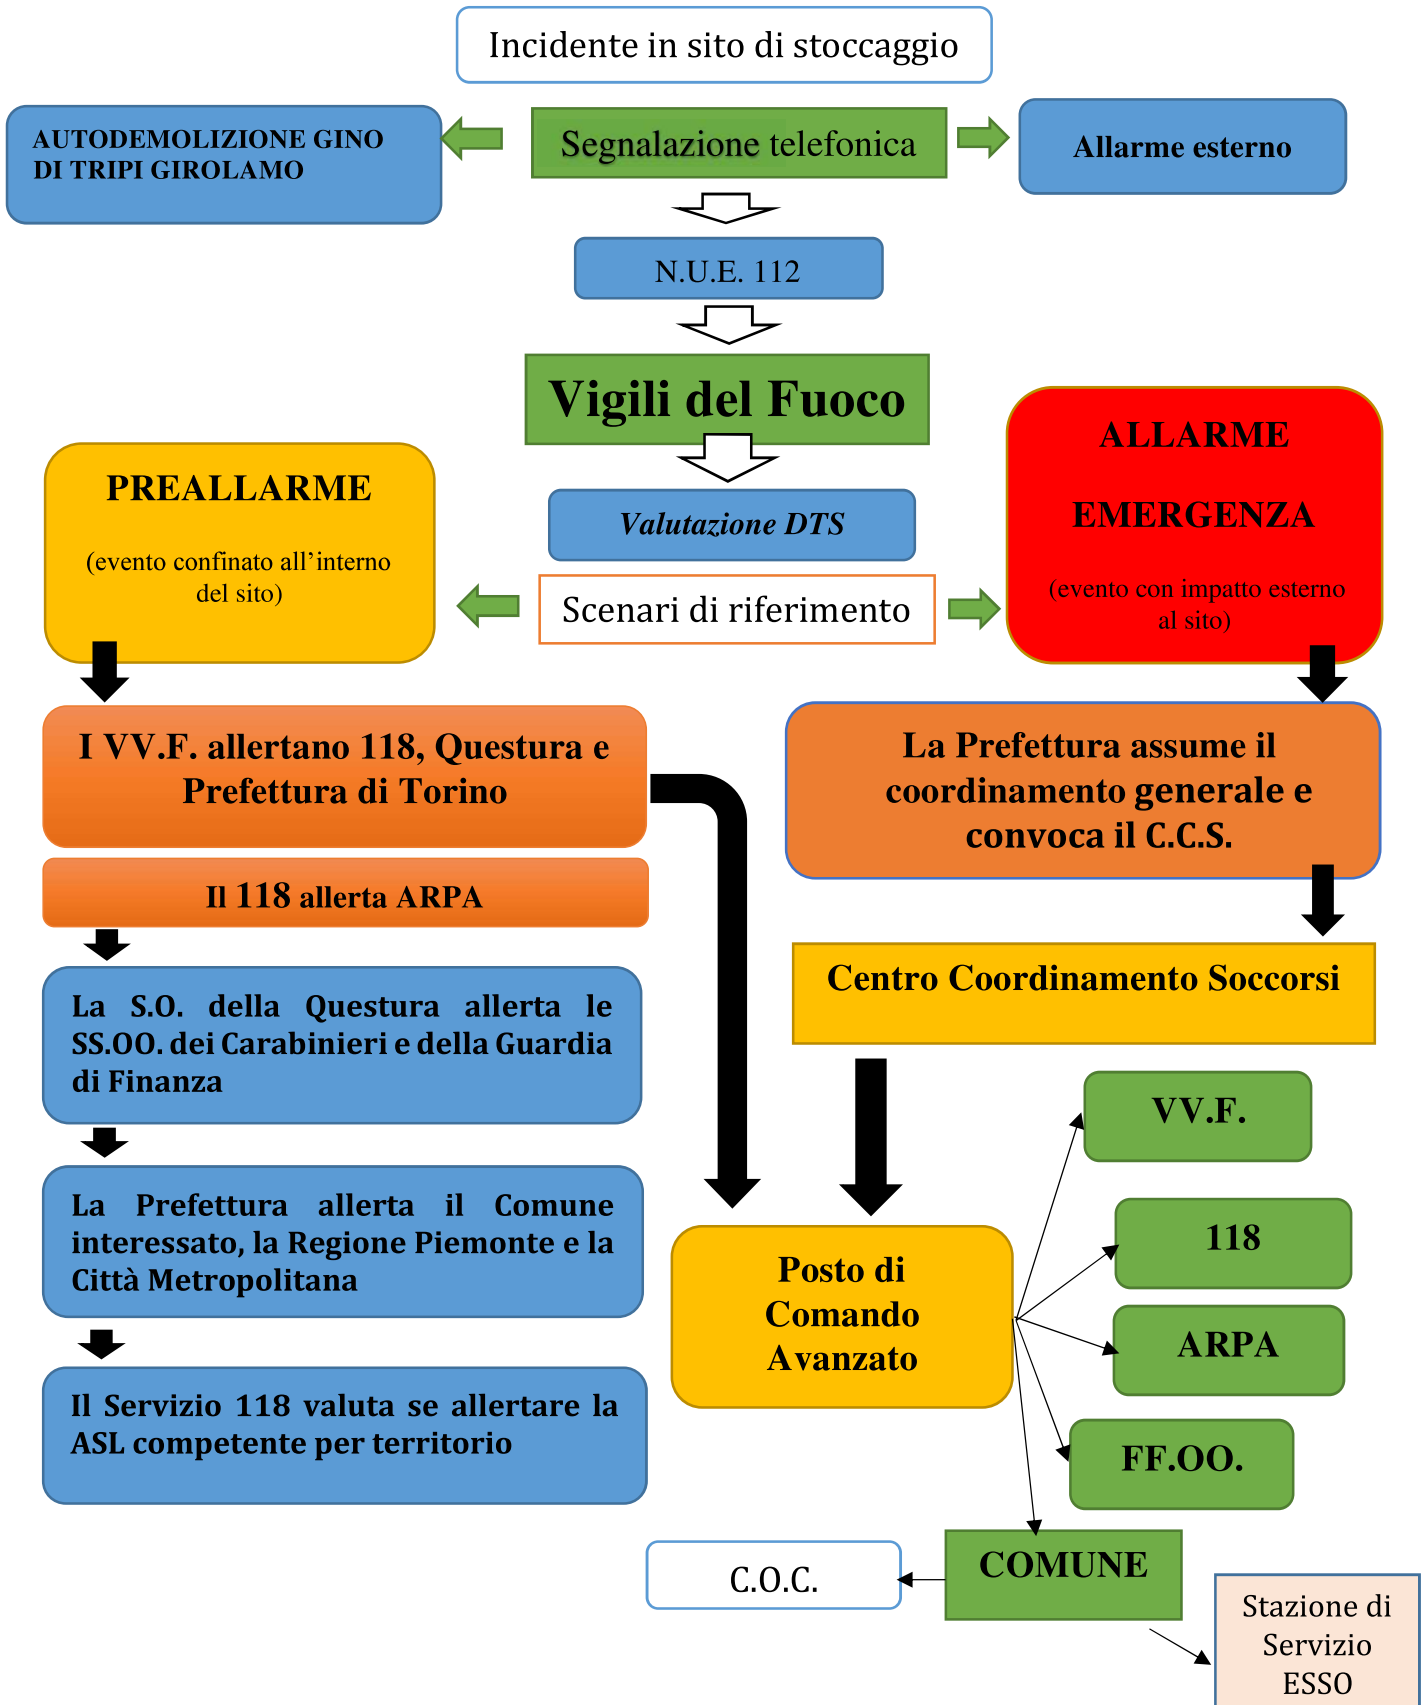 Incidente in sito di stoccaggio
AUTODEMOLIZIONE GINO
DI TRIPI GIROLAMO
Segnalazione telefonica
Allarme esterno
N.U.E. 112
Vigili del Fuoco
PREALLARME
(evento confinato all’interno
del sito)
Valutazione DTS
Scenari di riferimento
ALLARME
EMERGENZA
(evento con impatto esterno
al sito)
I VV.F. allertano 118, Questura e
Prefettura di Torino
Il 118 allerta ARPA
La S.O. della Questura allerta le
SS.OO. dei Carabinieri e della Guardia
di Finanza
La Prefettura allerta il Comune
interessato, la Regione Piemonte e la
Città Metropolitana
Il Servizio 118 valuta se allertare la
ASL competente per territorio
La Prefettura assume il
coordinamento generale e
convoca il C.C.S.
Centro Coordinamento Soccorsi
Posto di
Comando
Avanzato
VV.F.
118
ARPA
FF.OO.
COMUNE
C.O.C.
Stazione di
Servizio
ESSO